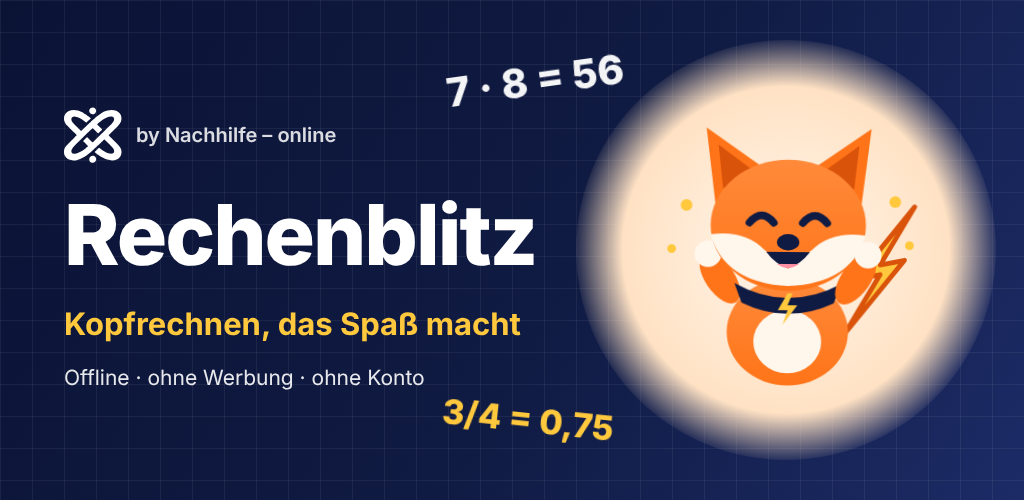 7 · 8 = 56
by Nachhilfe – online
Rechenblitz
Kopfrechnen, das Spaß macht
Offline · ohne Werbung · ohne Konto
3/4 = 0,75